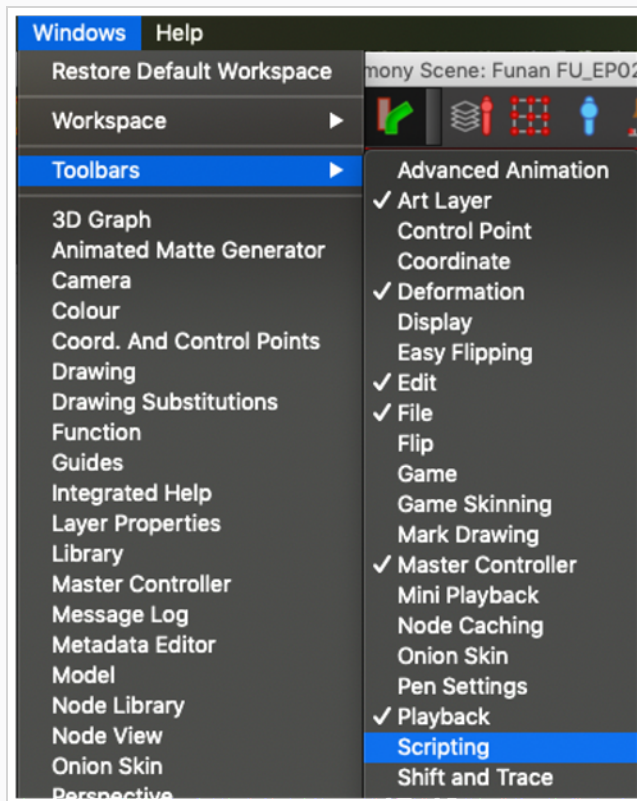 Windows Help
Restore Default Workspace
mony Scene: Funan FU_EP02
Workspace
Toolbars
3D Graph
Animated Matte Generator
Camera
Colour
Coord. And Control Points
Drawing
Drawing Substitutions
Function
Guides
Integrated Help
Layer Properties
Library
Master Controller
Message Log
Metadata Editor
Model
Node Library
Node View
Onion Skin
Perspective
Advanced Animation
✓ Art Layer
Control Point
Coordinate
✓ Deformation
Display
Easy Flipping
✓ Edit
✓ File
Flip
Game
Game Skinning
Mark Drawing
✓ Master Controller
Mini Playback
Node Caching
Onion Skin
Pen Settings
✓ Playback
Scripting
Shift and Trace